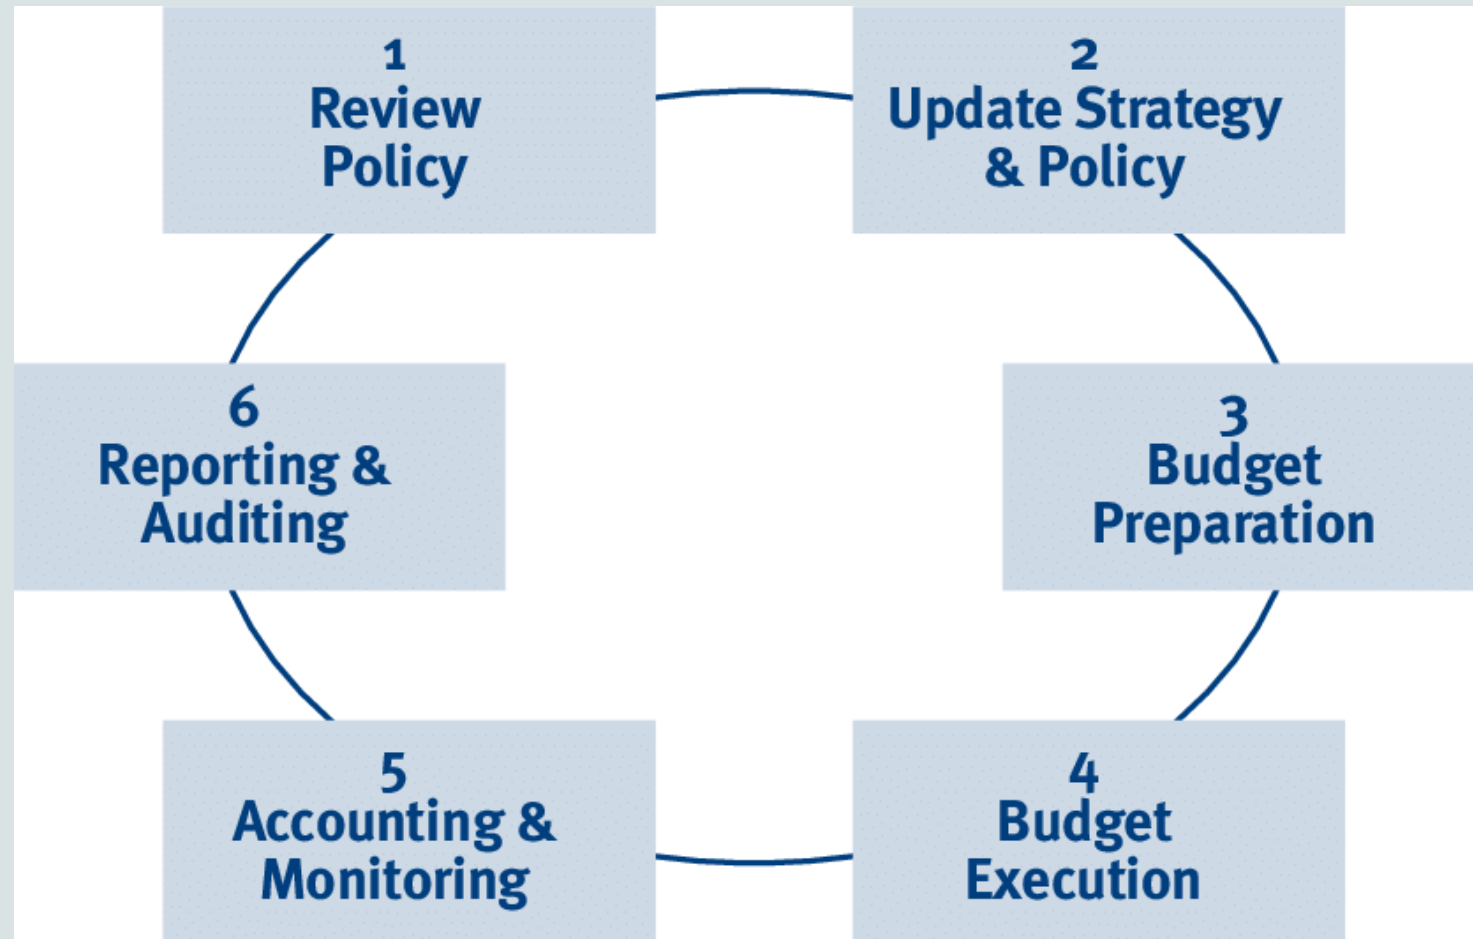 1
Review
Policy
2
Update Strategy
& Policy
3
Budget
Preparation
4
Budget
Execution
5
Accounting &
Monitoring
6
Reporting &
Auditing